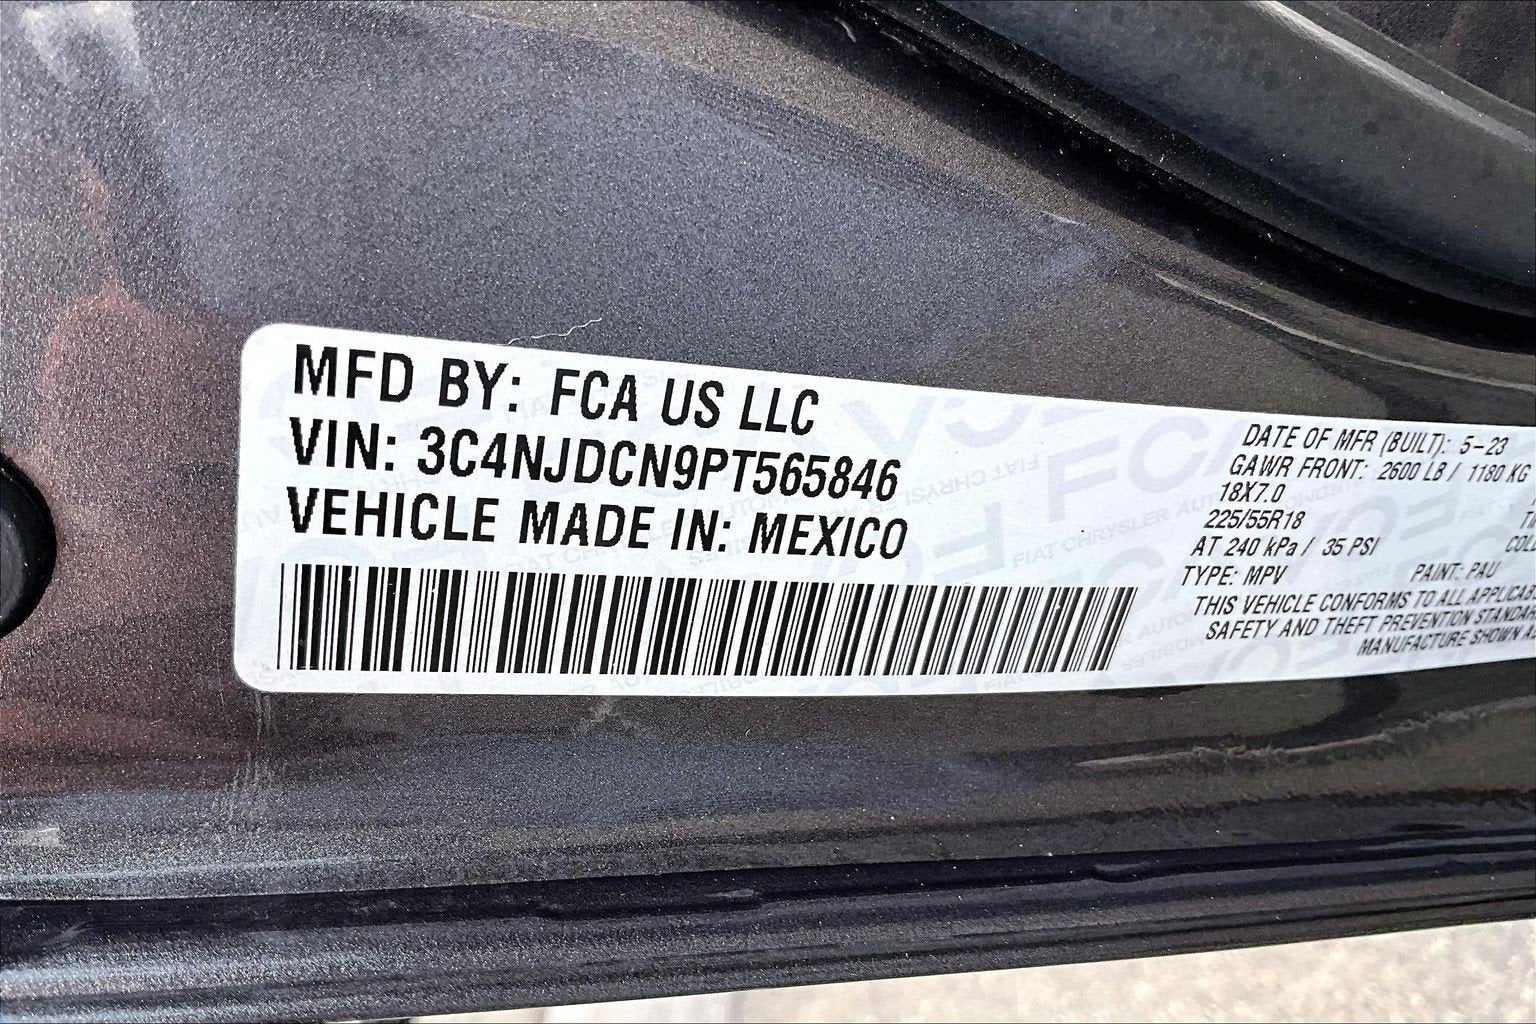 MFD BY: FCA US LLC
VIN: 3C4NJDCN9PT565846
VEHICLE MADE IN: MEXICO
DATE OF MFR (BUILT): 5-23
GAWR FRONT: 2600 LB / 1180 KG
18X7.0
225/55R18
AT 240 kPa / 35 PSI
TYPE: MPV PAINT: PAU
THIS VEHICLE CONFORMS TO ALL
SAFETY AND THEFT PREVENTION
MANUFACTURE SHOWN